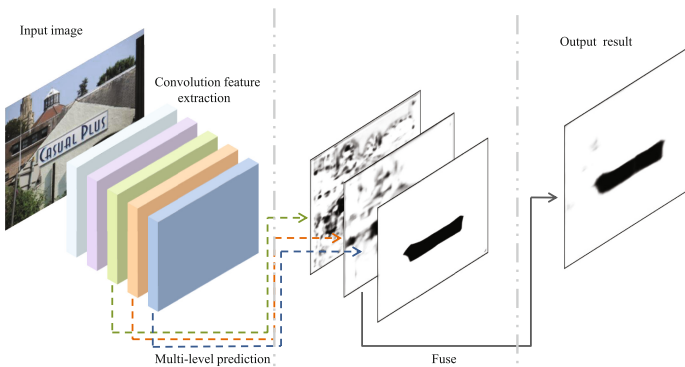 Input image
Convolution feature
extraction
Output result
CASUAL PLUS
Multi-level prediction
Fuse